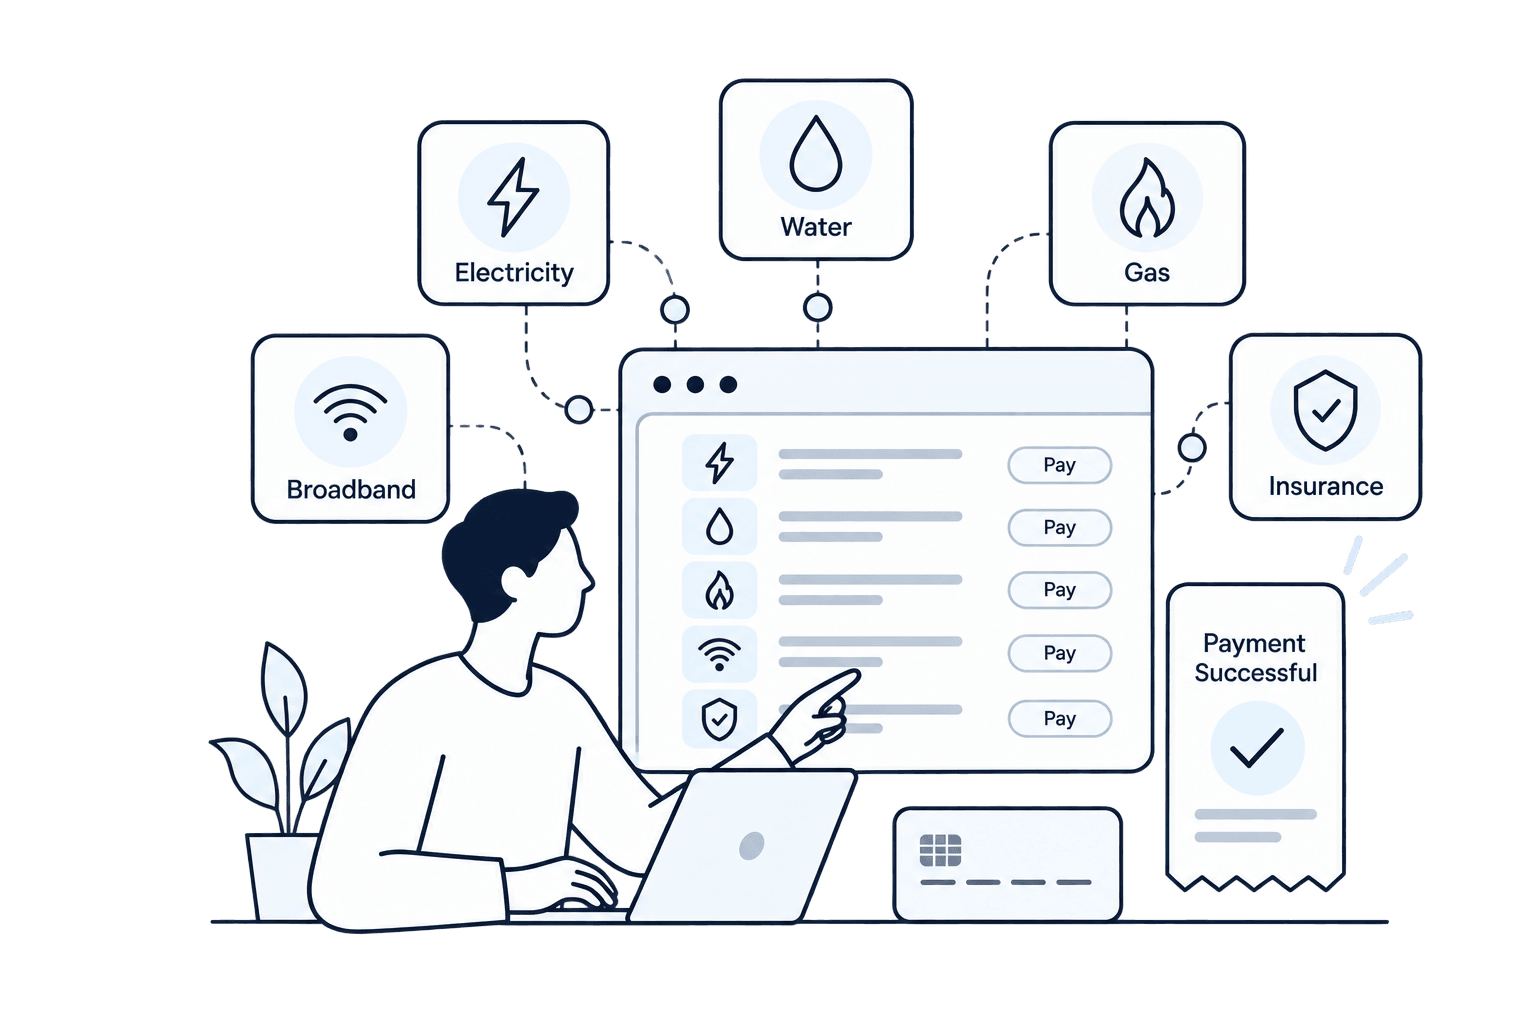 Water
Electricity
Gas
Broadband
Insurance
Pay
Pay
Pay
Pay
Pay
Payment
Successful